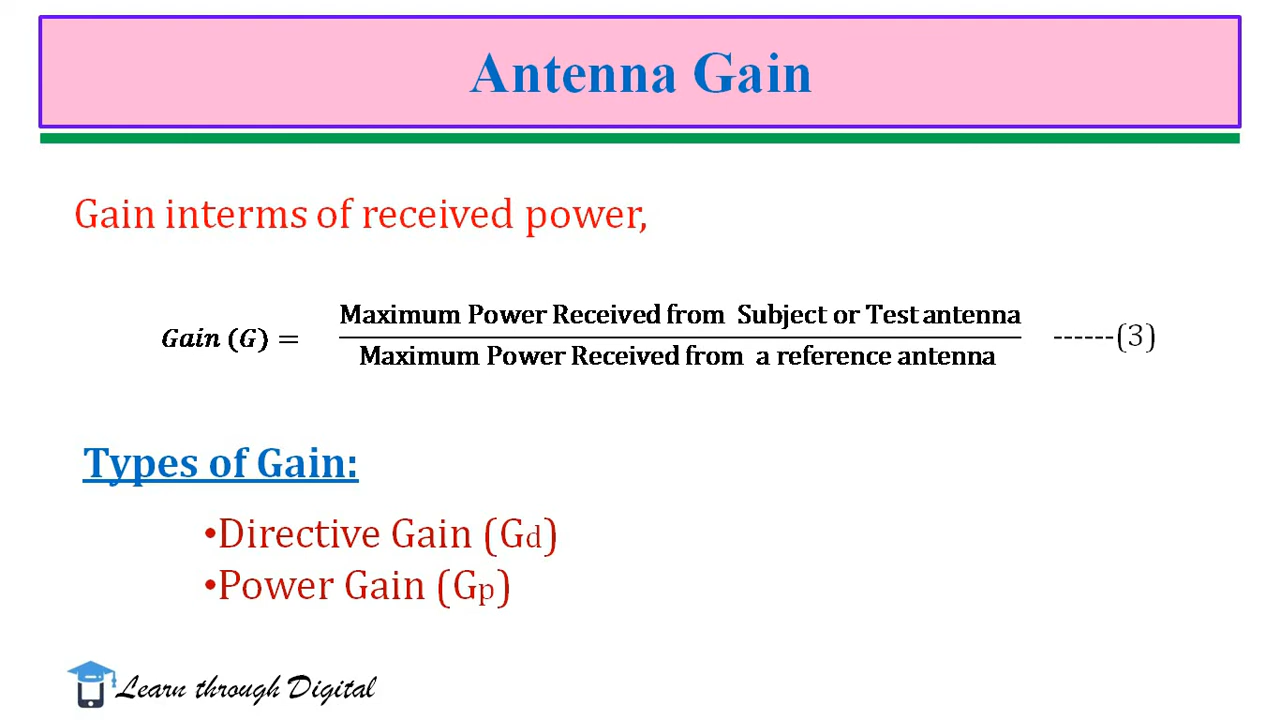 Antenna Gain
Gain interms of received power,
Maximum Power Received from Subject or Test antenna
Gain (G) = ------(3)
Maximum Power Received from a reference antenna
Types of Gain:
•Directive Gain (Gd)
•Power Gain (Gp)
Learn through Digital